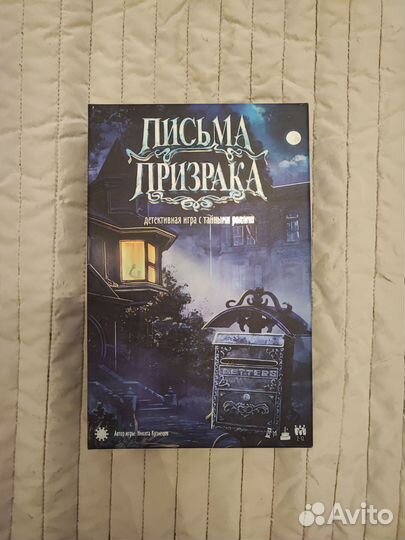 ПИСЬМА
ПРИЗРАКА
детективная игра с тайными ролями
LETTERS
Автор игры: Никита Кузнецов
Avito